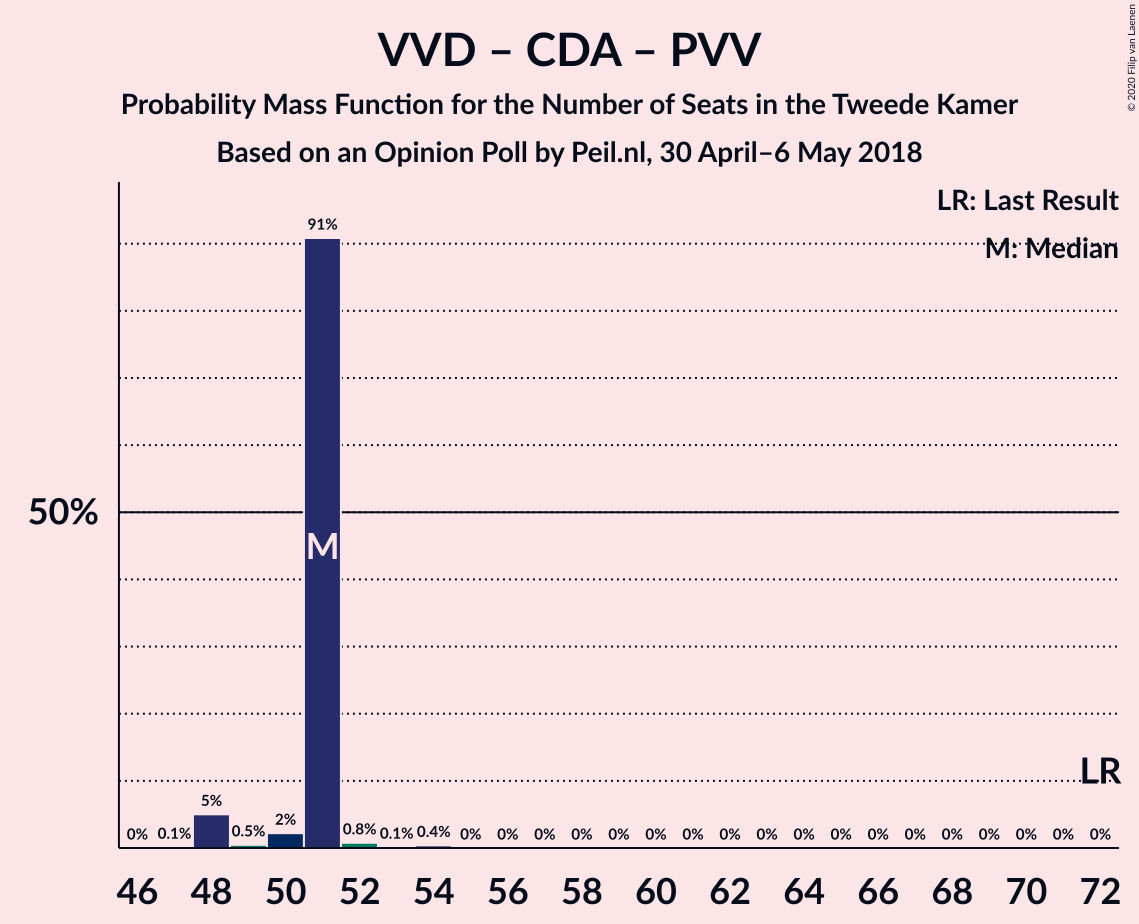 VVD – CDA – PVV
Probability Mass Function for the Number of Seats in the Tweede Kamer
Based on an Opinion Poll by Peil.nl, 30 April–6 May 2018
© 2020 Filip van Laenen
LR: Last Result
M: Median
50%
0% 0.1% 5% 0.5% 2% 91% 0.8% 0.1% 0.4% 0% 0% 0% 0% 0% 0% 0% 0% 0% 0% 0% 0% 0% 0% 0% 0% 0% 0%
M
LR
46 48 50 52 54 56 58 60 62 64 66 68 70 72